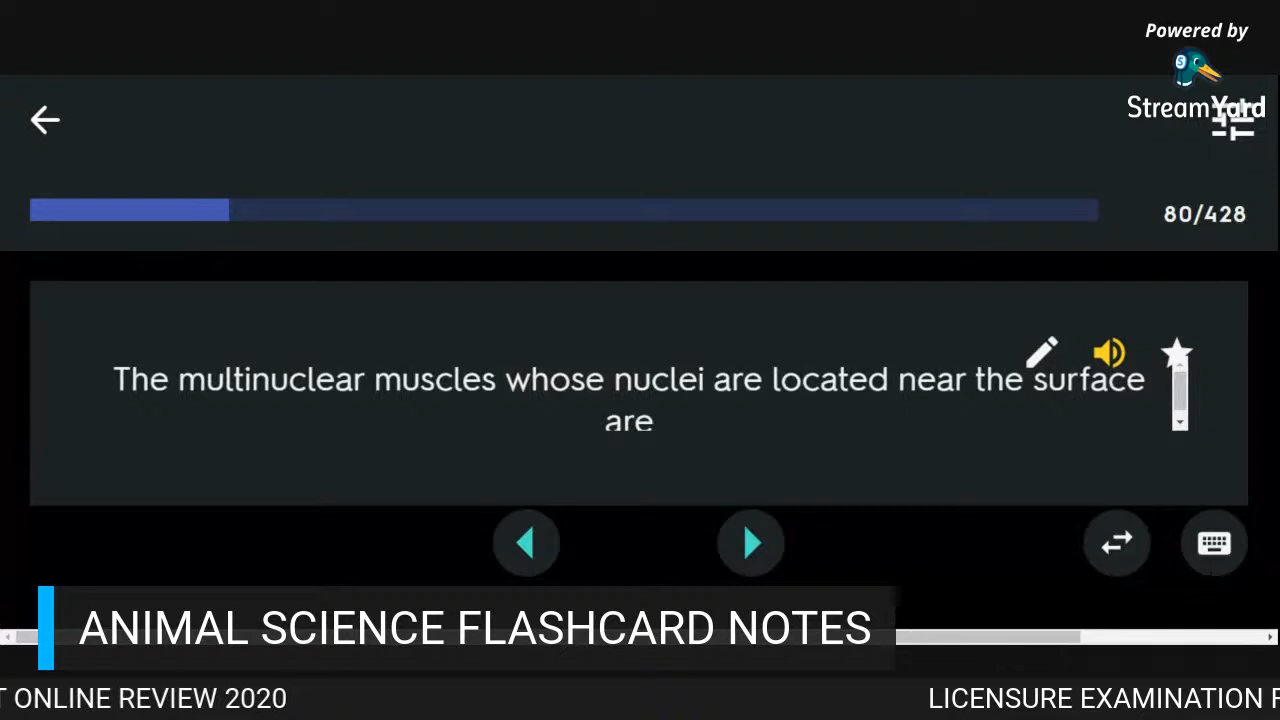 Powered by
StreamYard
80/428
The multinuclear muscles whose nuclei are located near the surface
are
ANIMAL SCIENCE FLASHCARD NOTES
T ONLINE REVIEW 2020
LICENSURE EXAMINATION F